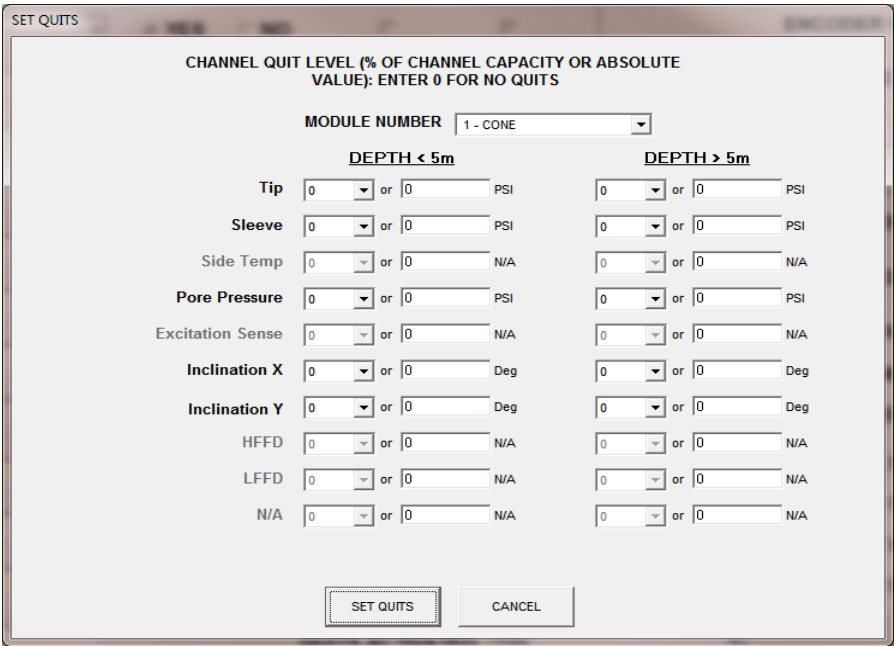 SET QUITS
YES NO ENCODER
CHANNEL QUIT LEVEL (% OF CHANNEL CAPACITY OR ABSOLUTE
VALUE): ENTER 0 FOR NO QUITS
MODULE NUMBER 1 - CONE
DEPTH < 5m DEPTH > 5m
Tip 0 or 0 PSI 0 or 0 PSI
Sleeve 0 or 0 PSI 0 or 0 PSI
Side Temp 0 or 0 N/A 0 or 0 N/A
Pore Pressure 0 or 0 PSI 0 or 0 PSI
Excitation Sense 0 or 0 N/A 0 or 0 N/A
Inclination X 0 or 0 Deg 0 or 0 Deg
Inclination Y 0 or 0 Deg 0 or 0 Deg
HFFD 0 or 0 N/A 0 or 0 N/A
LFFD 0 or 0 N/A 0 or 0 N/A
N/A 0 or 0 N/A 0 or 0 N/A
SET QUITS CANCEL